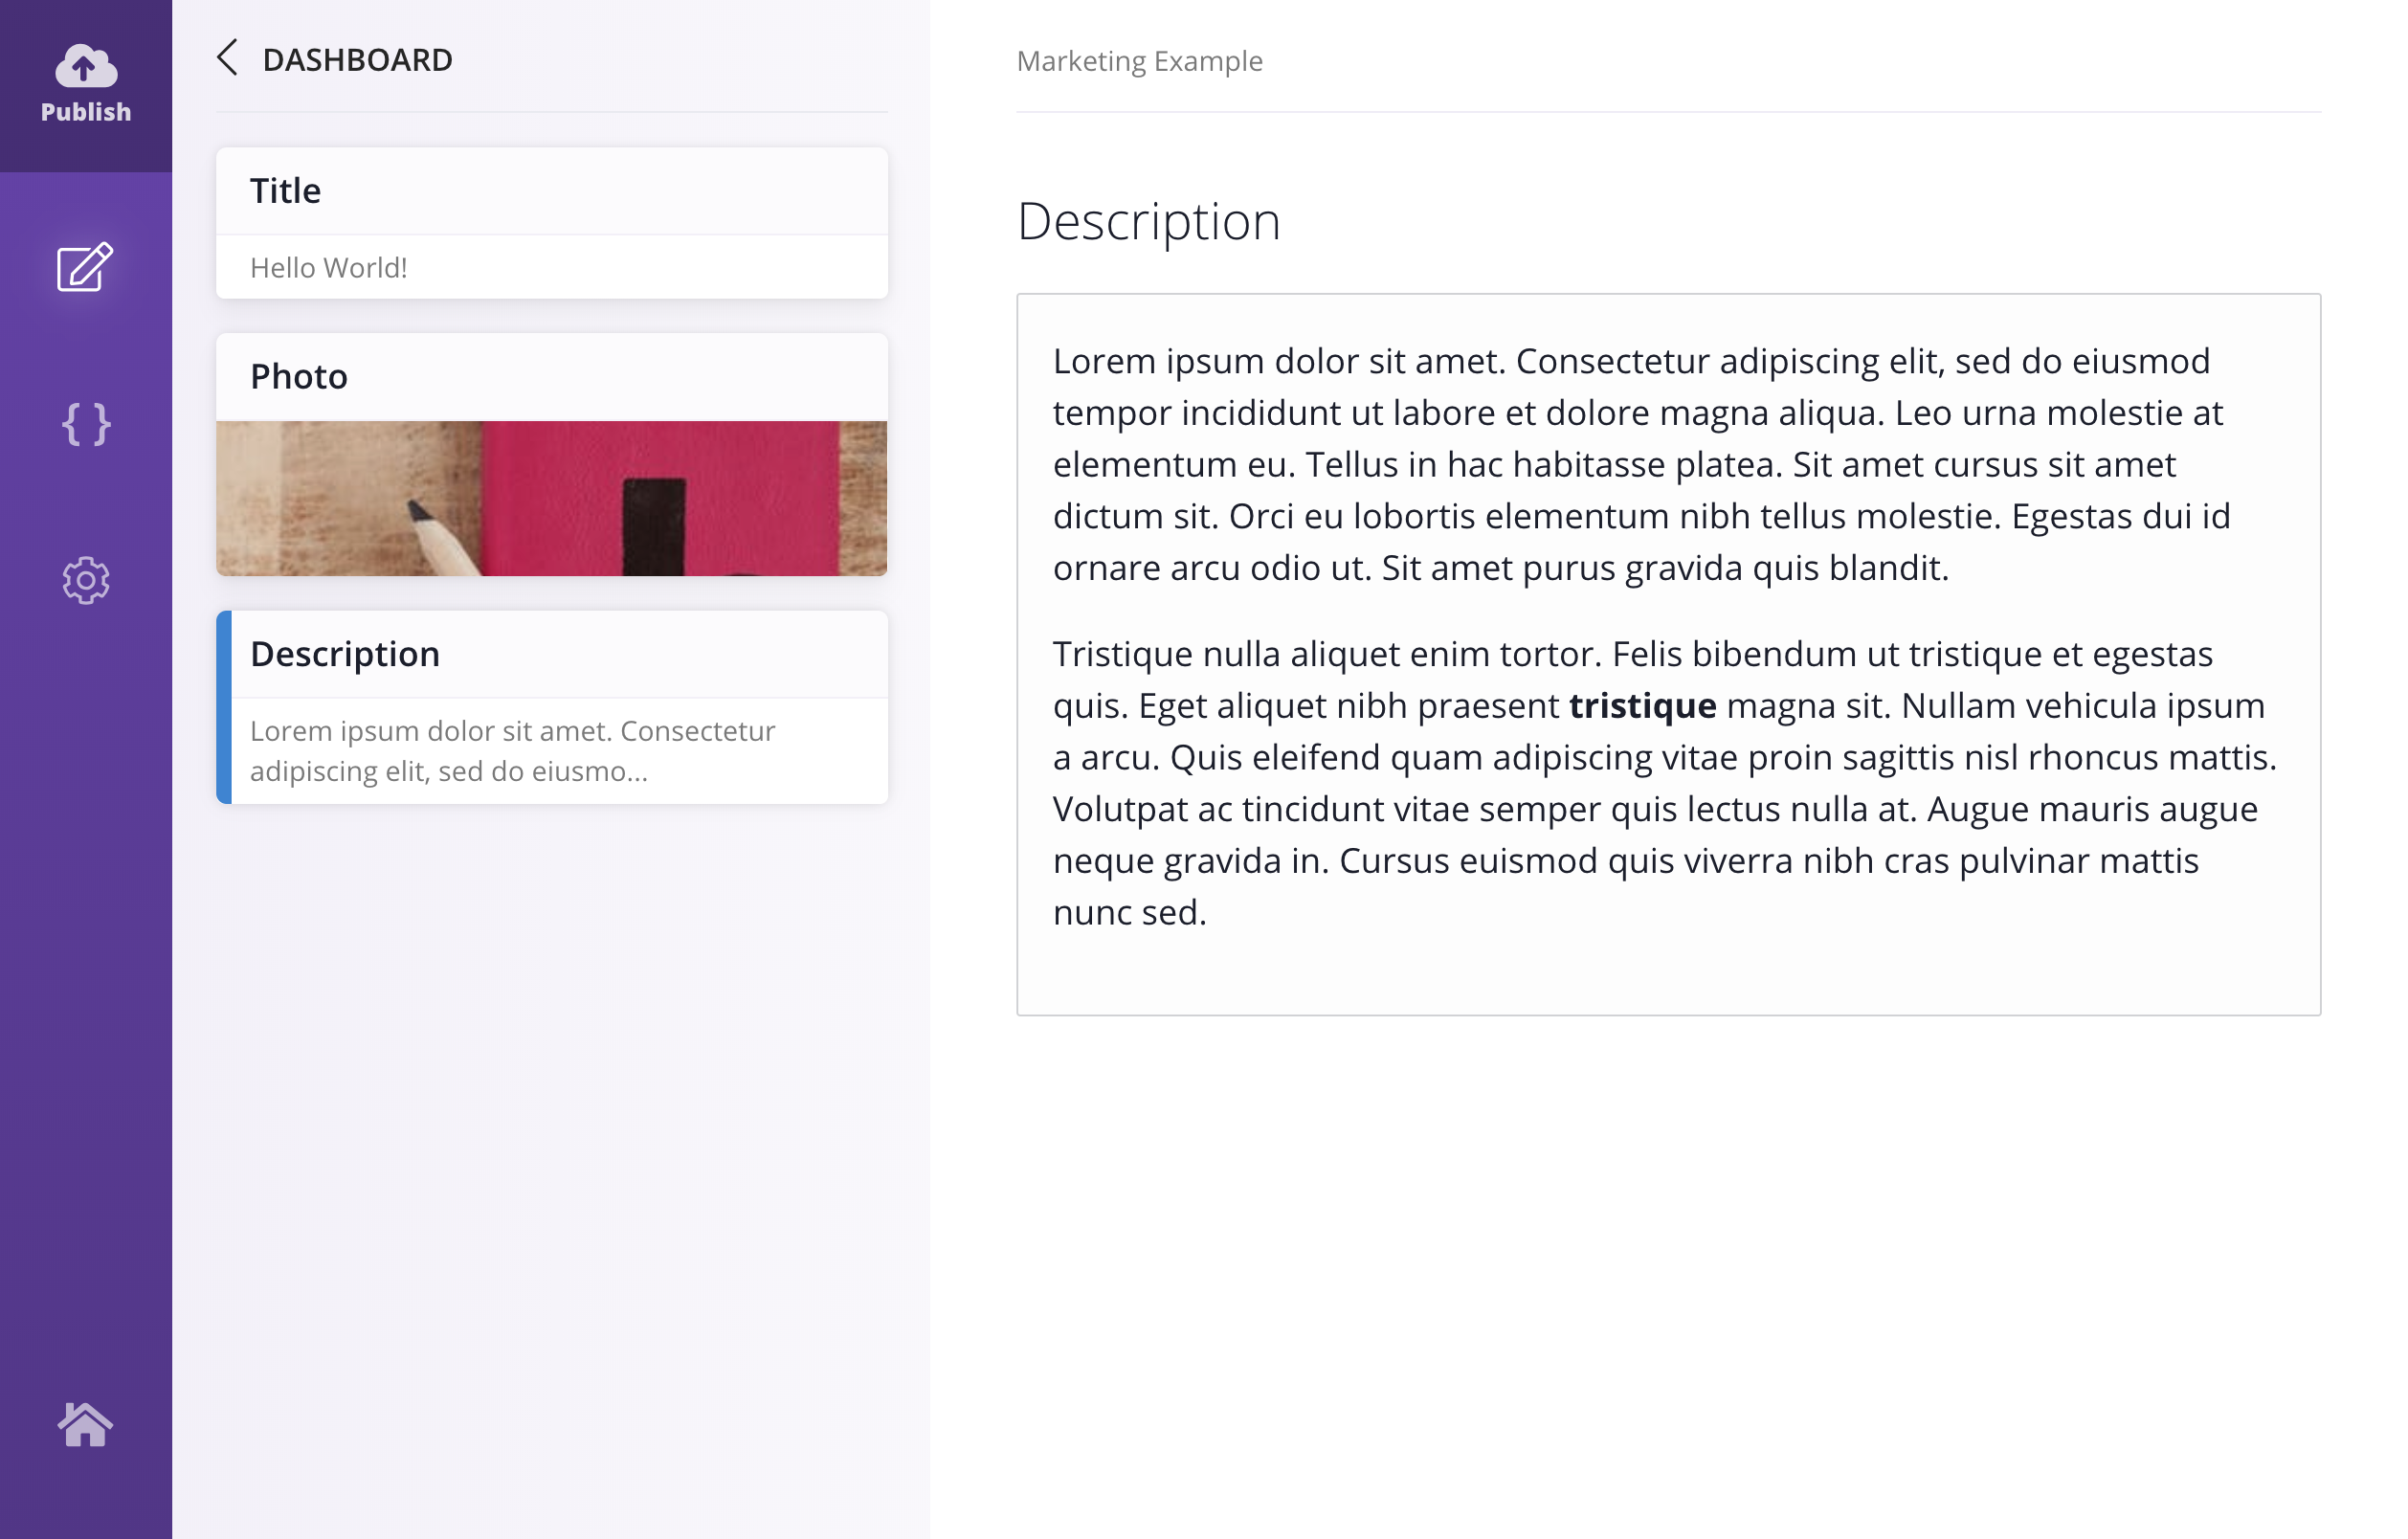 Publish
DASHBOARD
Title
Hello World!
Photo
Description
Lorem ipsum dolor sit amet. Consectetur
adipiscing elit, sed do eiusmo...
Marketing Example
Description
Lorem ipsum dolor sit amet. Consectetur adipiscing elit, sed do eiusmod
tempor incididunt ut labore et dolore magna aliqua. Leo urna molestie at
elementum eu. Tellus in hac habitasse platea. Sit amet cursus sit amet
dictum sit. Orci eu lobortis elementum nibh tellus molestie. Egestas dui id
ornare arcu odio ut. Sit amet purus gravida quis blandit.
Tristique nulla aliquet enim tortor. Felis bibendum ut tristique et egestas
quis. Eget aliquet nibh praesent tristique magna sit. Nullam vehicula ipsum
a arcu. Quis eleifend quam adipiscing vitae proin sagittis nisl rhoncus mattis.
Volutpat ac tincidunt vitae semper quis lectus nulla at. Augue mauris augue
neque gravida in. Cursus euismod quis viverra nibh cras pulvinar mattis
nunc sed.